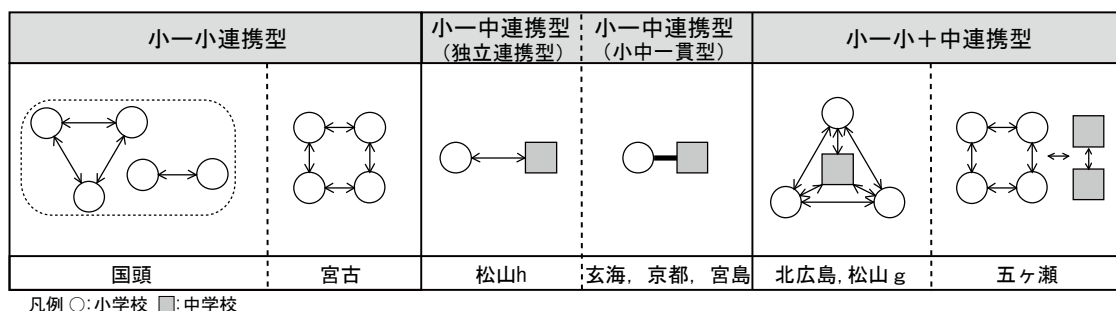 小ー小連携型
小ー中連携型
（独立連携型）
小ー中連携型
（小中一貫型）
小ー小＋中連携型
国頭
宮古
松山h
玄海，京都，宮島
北広島,松山ｇ
五ヶ瀬
凡例 ○:小学校 ■:中学校